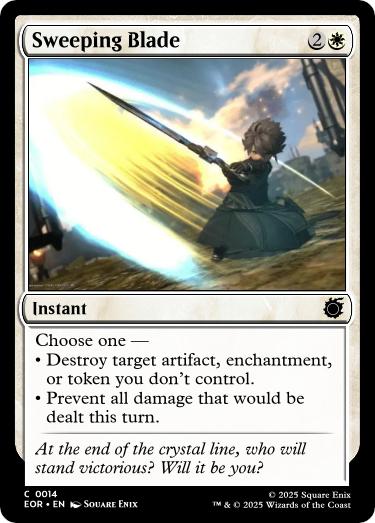 Sweeping Blade 2
Instant
Choose one —
• Destroy target artifact, enchantment,
or token you don't control.
• Prevent all damage that would be
dealt this turn.
At the end of the crystal line, who will
stand victorious? Will it be you?
C 0014
EOR • EN SQUARE ENIX
© 2025 Square Enix
™ & © 2025 Wizards of the Coast